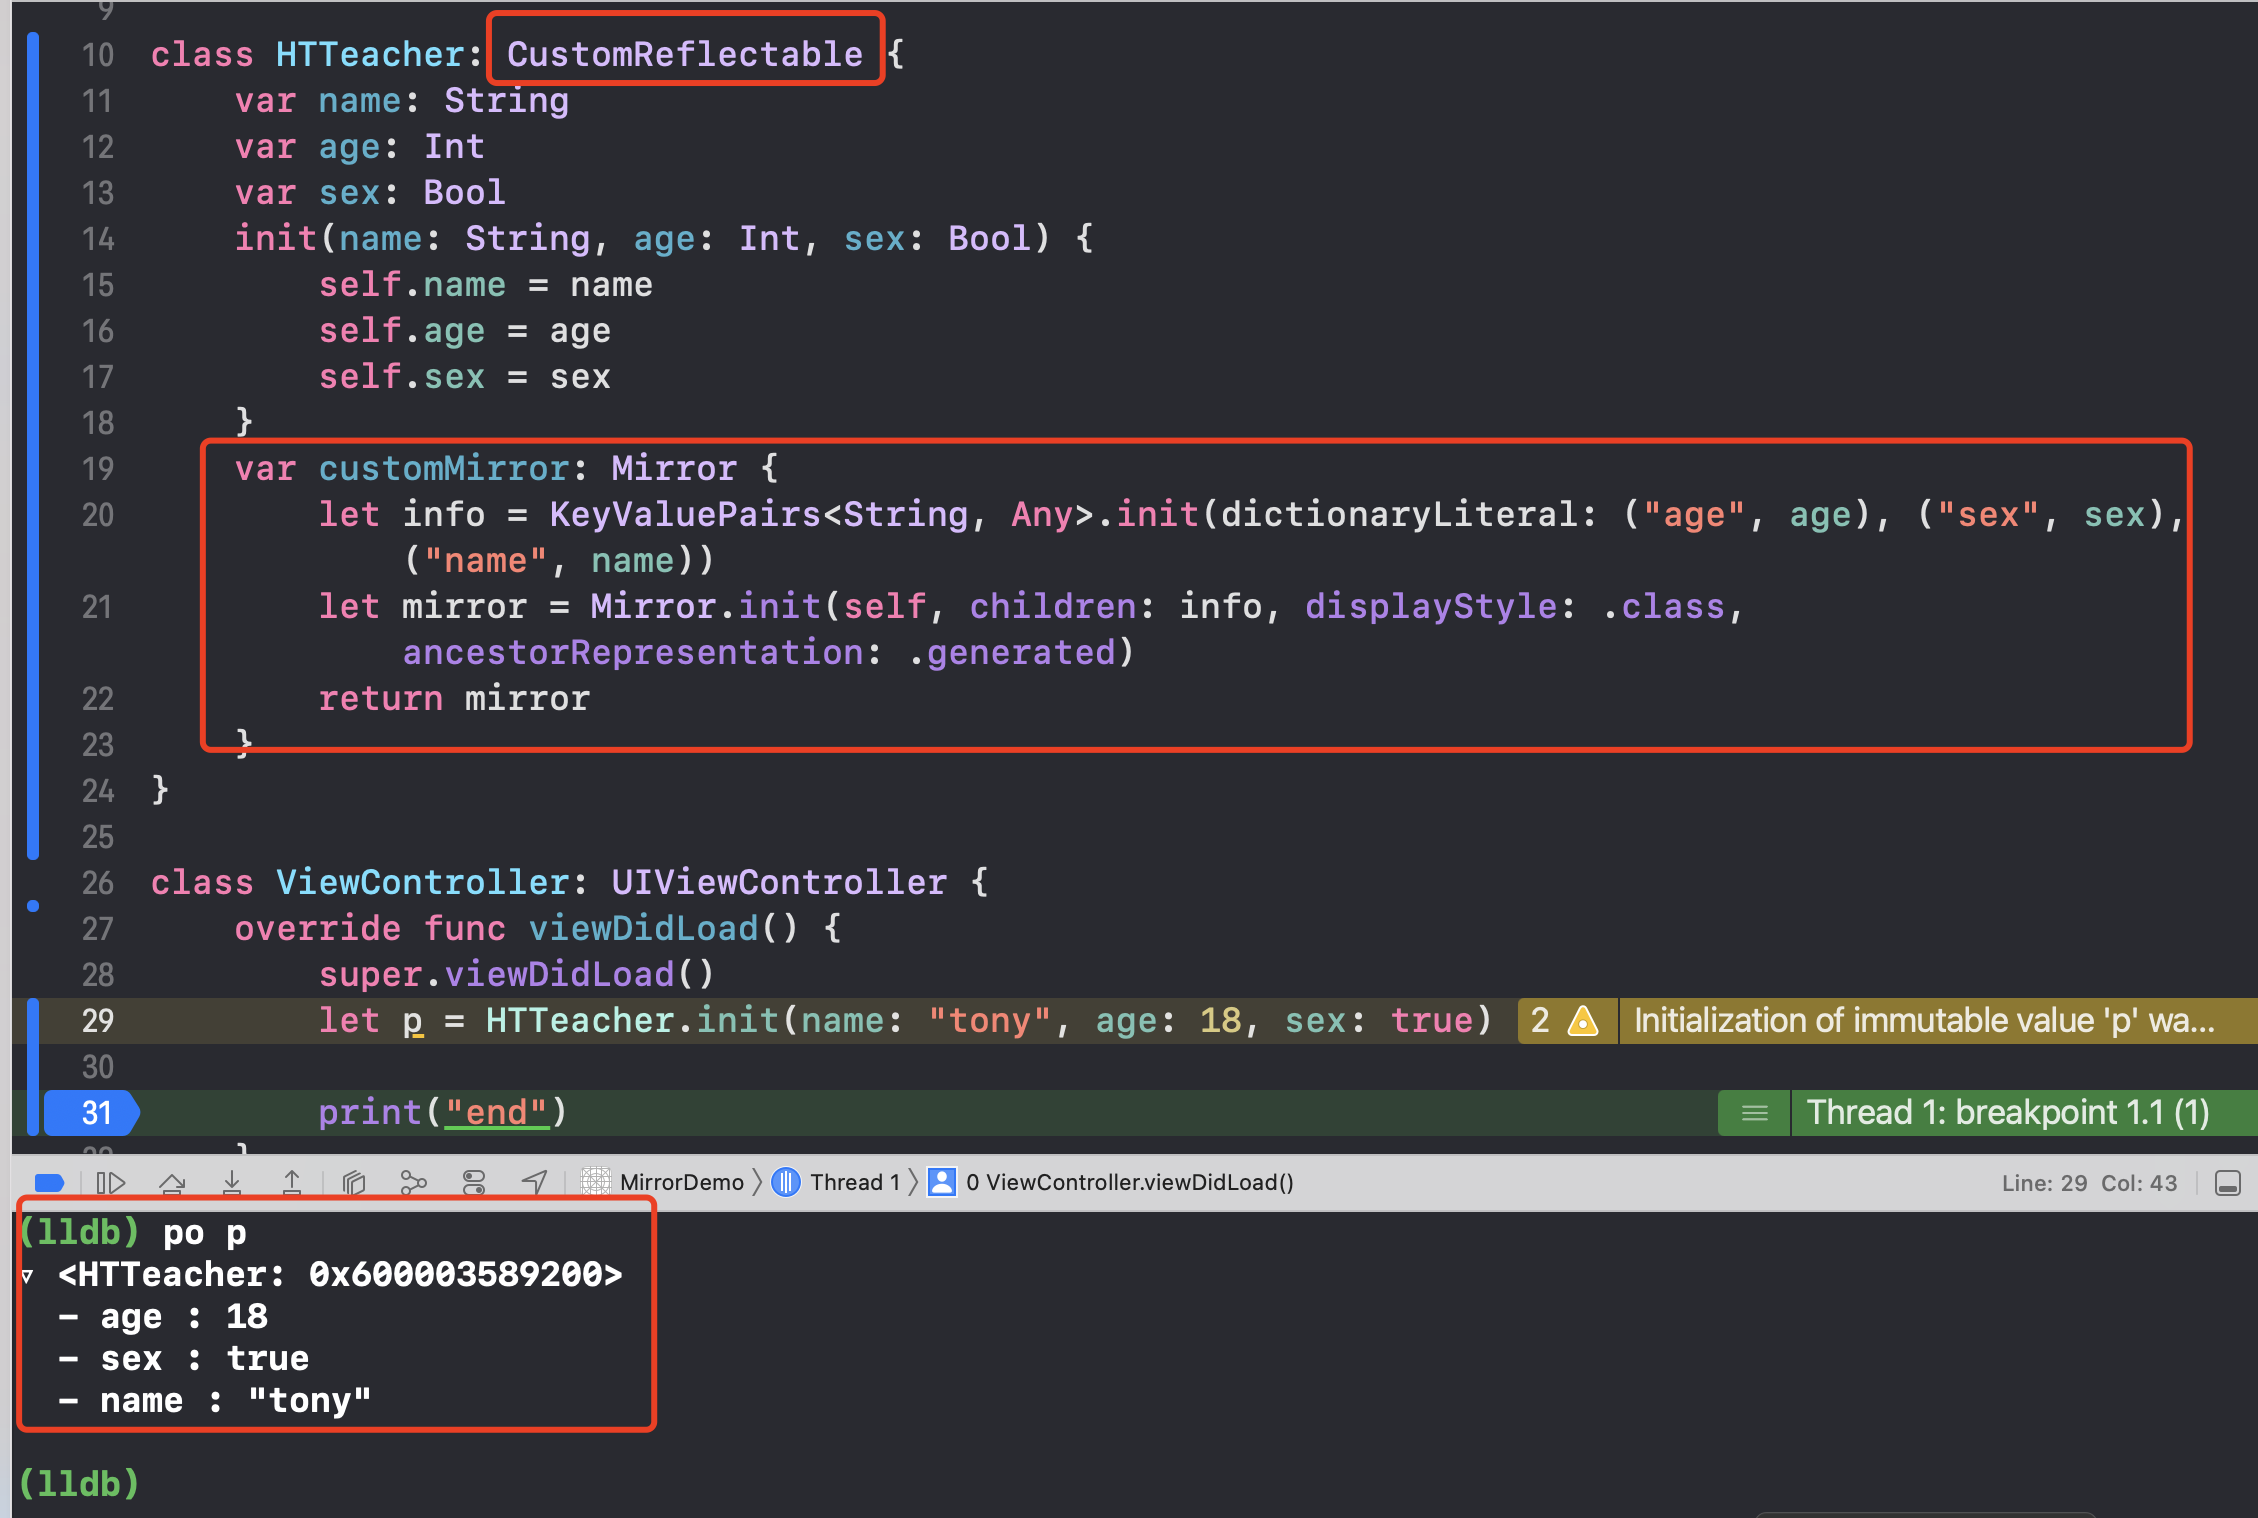 9
10 class HTTeacher: CustomReflectable {
11     var name: String
12     var age: Int
13     var sex: Bool
14     init(name: String, age: Int, sex: Bool) {
15         self.name = name
16         self.age = age
17         self.sex = sex
18     }
19     var customMirror: Mirror {
20         let info = KeyValuePairs<String, Any>.init(dictionaryLiteral: ("age", age), ("sex", sex),
            ("name", name))
21         let mirror = Mirror.init(self, children: info, displayStyle: .class,
            ancestorRepresentation: .generated)
22         return mirror
23     }
24 }
25
26 class ViewController: UIViewController {
27     override func viewDidLoad() {
28         super.viewDidLoad()
29         let p = HTTeacher.init(name: "tony", age: 18, sex: true) 2 Initialization of immutable value 'p' wa...
30
31         print("end") Thread 1: breakpoint 1.1 (1)
    }
MirrorDemo Thread 1 0 ViewController.viewDidLoad() Line: 29 Col: 43
(lldb) po p
▿ <HTTeacher: 0x600003589200>
  - age : 18
  - sex : true
  - name : "tony"
(lldb)